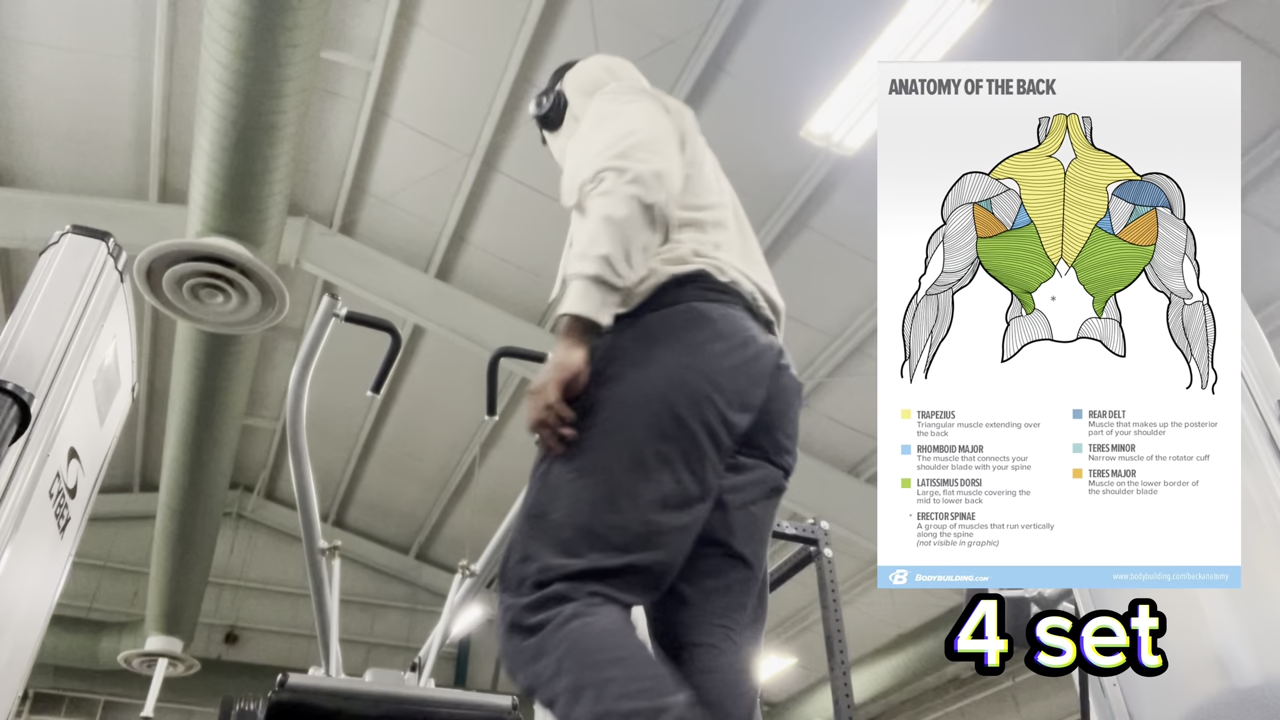 ANATOMY OF THE BACK
*
TRAPEZIUS
Triangular muscle extending over
the back
RHOMBOID MAJOR
The muscle that connects your
shoulder blade with your spine
LATISSIMUS DORSI
Large, flat muscle covering the
mid to lower back
* ERECTOR SPINAE
A group of muscles that run vertically
along the spine
(not visible in graphic)
REAR DELT
Muscle that makes up the posterior
part of your shoulder
TERES MINOR
Narrow muscle of the rotator cuff
TERES MAJOR
Muscle on the lower border of
the shoulder blade
B BODYBUILDING.COM
www.bodybuilding.com/backanatomy
4 set
CYBEX